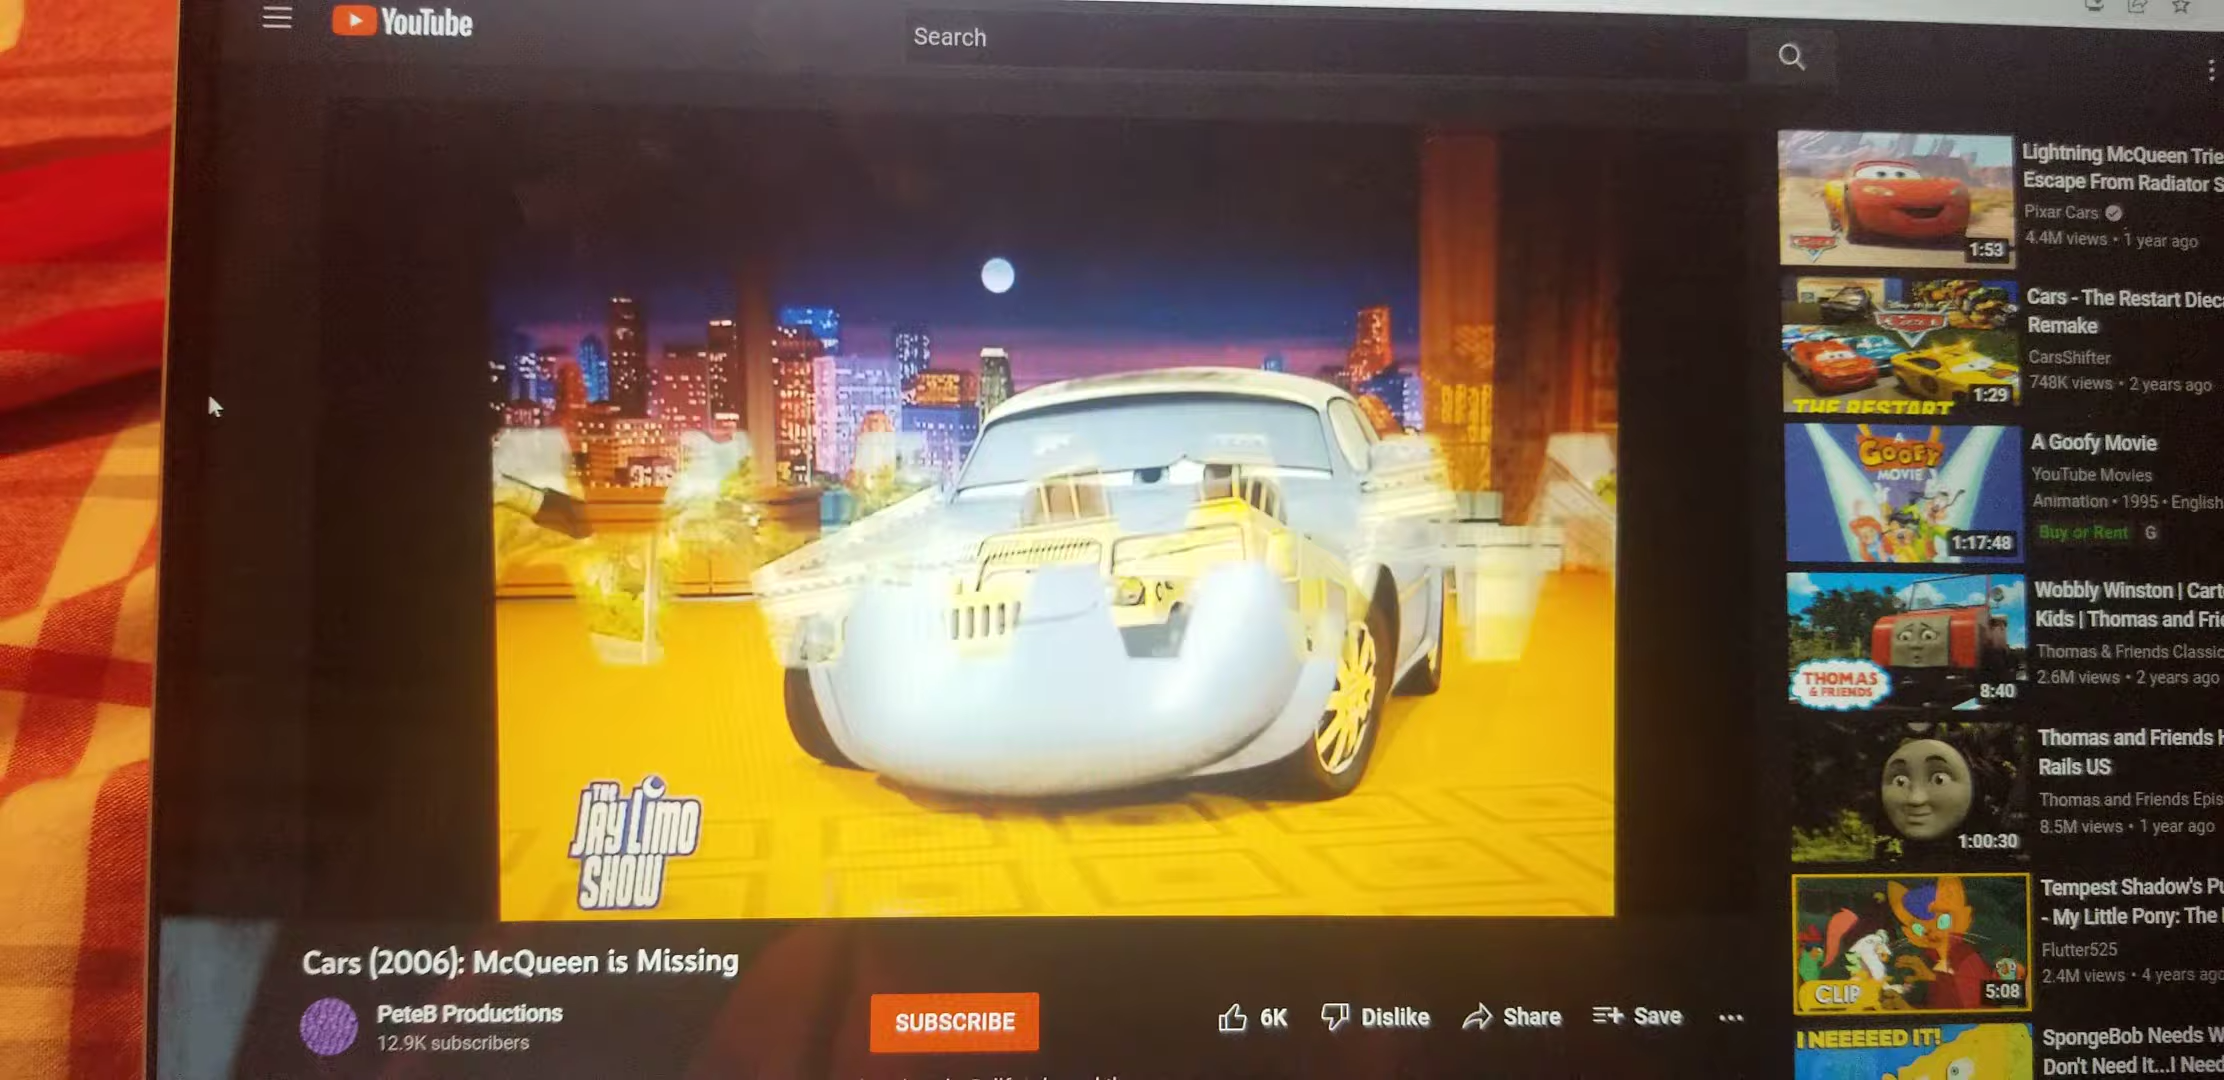 YouTube
Search
THE
JAY LIMO
SHOW
Cars (2006): McQueen is Missing
PeteB Productions
12.9K subscribers
SUBSCRIBE
6K
Dislike
Share
Save
1:53
Lightning McQueen Trie
Escape From Radiator S
Pixar Cars
4.4M views • 1 year ago
THE RESTART
1:29
Cars - The Restart Diec
Remake
CarsShifter
748K views • 2 years ago
A
GOOFY
MOVIE
1:17:48
A Goofy Movie
YouTube Movies
Animation • 1995 • English
Buy or Rent G
THOMAS
& FRIENDS
8:40
Wobbly Winston | Cart
Kids | Thomas and Frie
Thomas & Friends Classic
2.6M views • 2 years ago
1:00:30
Thomas and Friends H
Rails US
Thomas and Friends Epis
8.5M views • 1 year ago
CLIP
5:08
Tempest Shadow's Pu
- My Little Pony: The
Flutter525
2.4M views • 4 years ago
I NEEEEED IT!
SpongeBob Needs W
Don't Need It...I Need